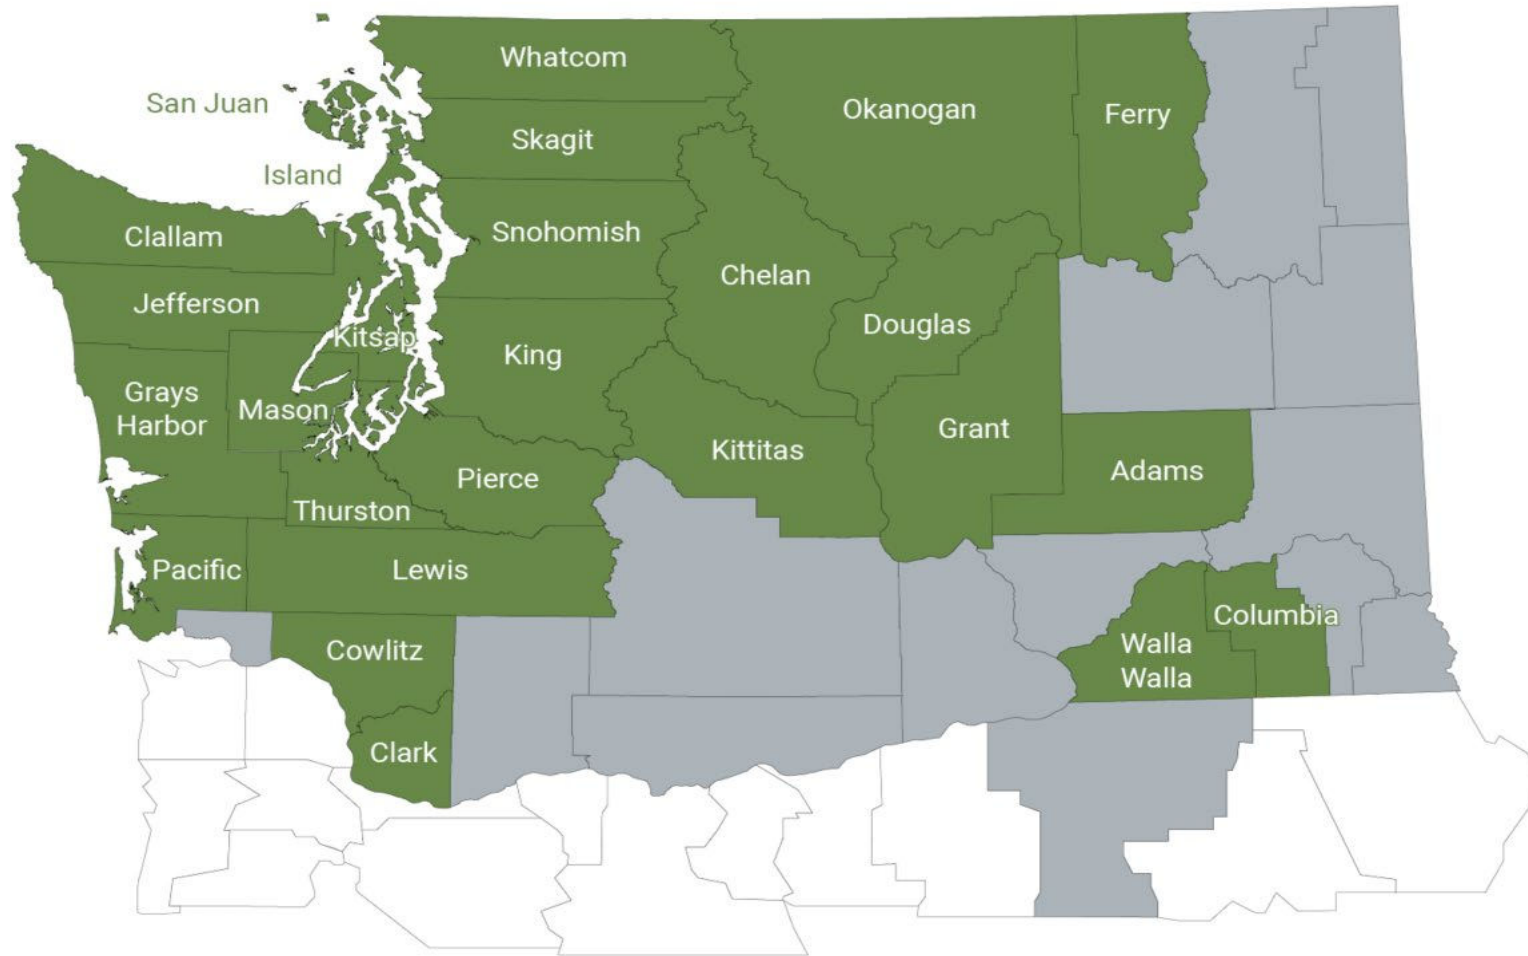 Whatcom
San Juan
Okanogan
Ferry
Skagit
Island
Clallam
Snohomish
Chelan
Jefferson
Douglas
Kitsap
King
Grays
Harbor
Mason
Grant
Kittitas
Adams
Pierce
Thurston
Pacific
Lewis
Columbia
Walla
Walla
Cowlitz
Clark